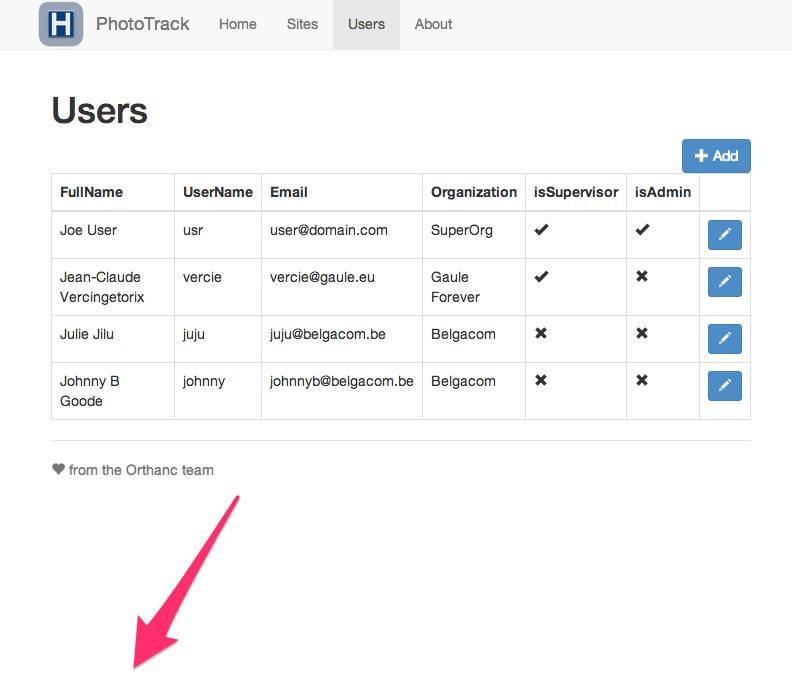 H PhotoTrack Home Sites Users About
Users
Add
FullName UserName Email Organization isSupervisor isAdmin
Joe User usr user@domain.com SuperOrg
Jean-Claude vercie vercie@gaule.eu Gaule
Vercingetorix Forever
Julie Jilu juju juju@belgacom.be Belgacom
Johnny B johnny johnnyb@belgacom.be Belgacom
Goode
from the Orthanc team